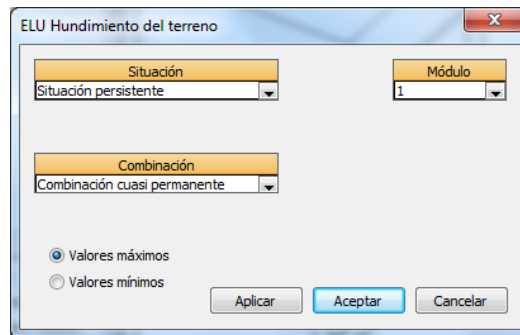 ELU Hundimiento del terreno
Situación
Módulo
Situación persistente
1
Combinación
Combinación cuasi permanente
Valores máximos
Valores mínimos
Aplicar
Aceptar
Cancelar